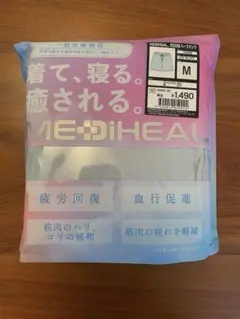 一般医療機器
着て、寝る。
癒される。
MEDiHEAL
MEDIHEAL
M
¥1,490
疲労回復
血行促進
筋肉のハリ、
コリの緩和
筋肉の疲れを軽減